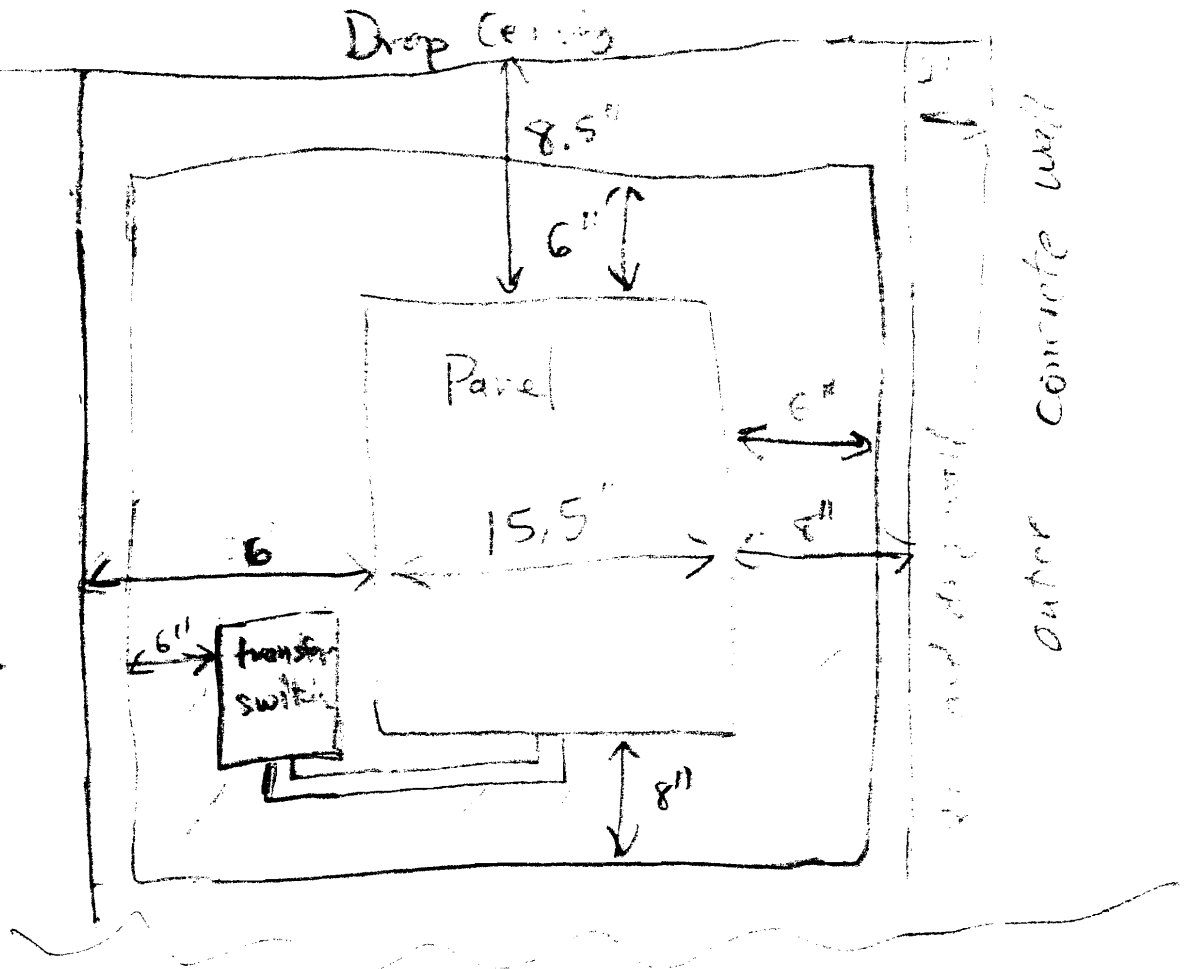 Drop Ceiling
8.5"
6"
Panel
6"
15.5"
8"
6
6"
transfer
switch
8"
outer concrete wall